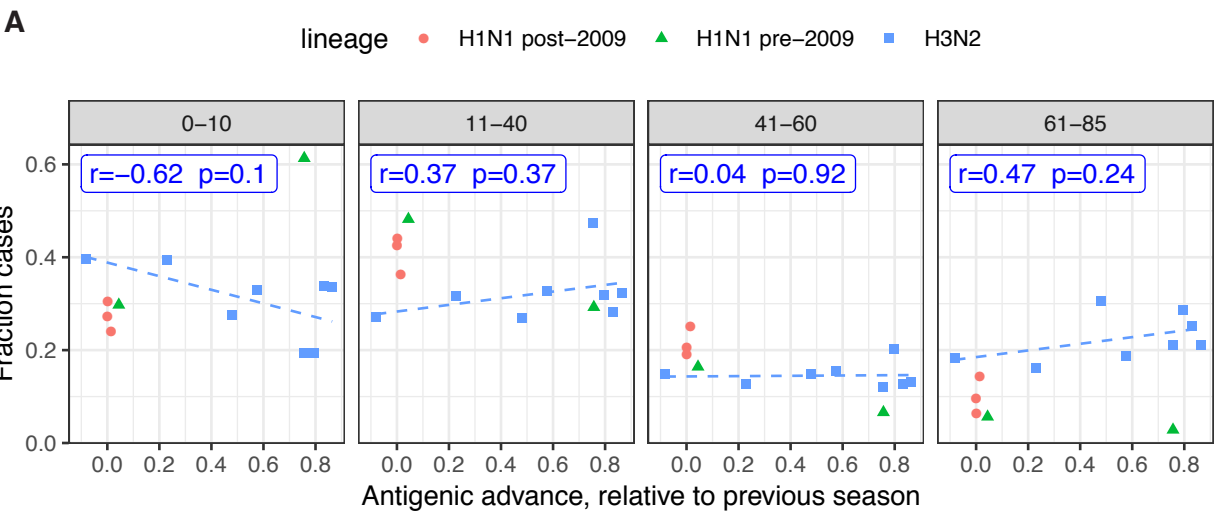 A
lineage H1N1 post−2009 H1N1 pre−2009 H3N2
0−10 11−40 41−60 61−85
r=−0.62 p=0.1 r=0.37 p=0.37 r=0.04 p=0.92 r=0.47 p=0.24
Fraction cases
0.6
0.4
0.2
0.0
0.0 0.2 0.4 0.6 0.8 0.0 0.2 0.4 0.6 0.8 0.0 0.2 0.4 0.6 0.8 0.0 0.2 0.4 0.6 0.8
Antigenic advance, relative to previous season